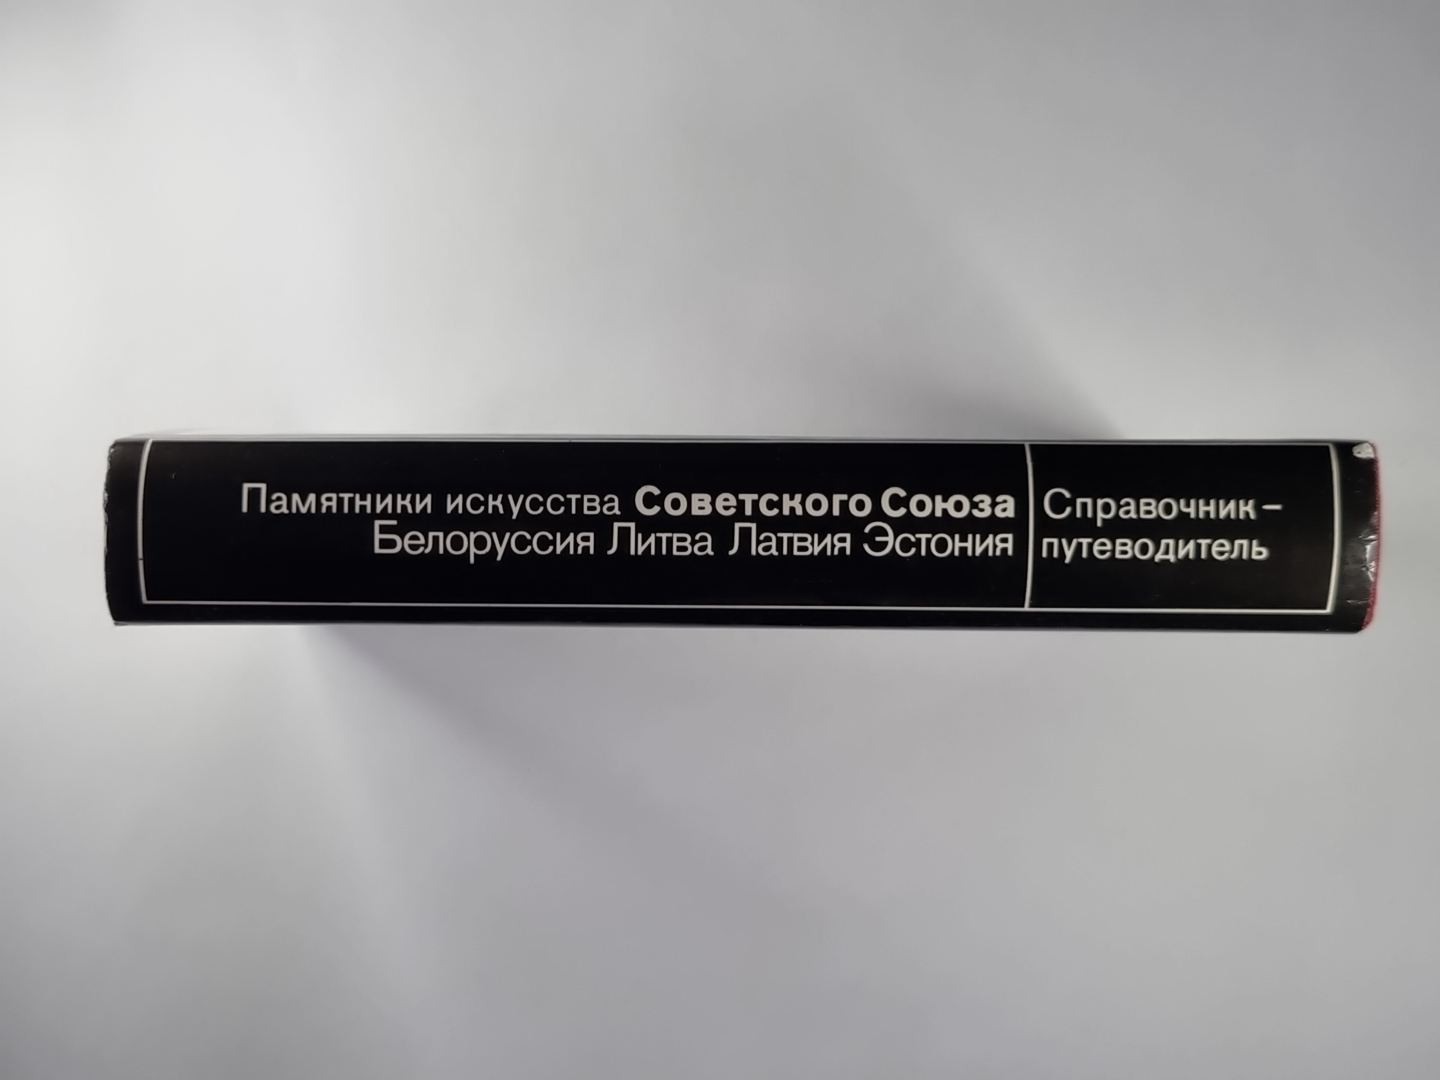 Памятники искусства Советского Союза
Белоруссия Литва Латвия Эстония
Справочник–
путеводитель